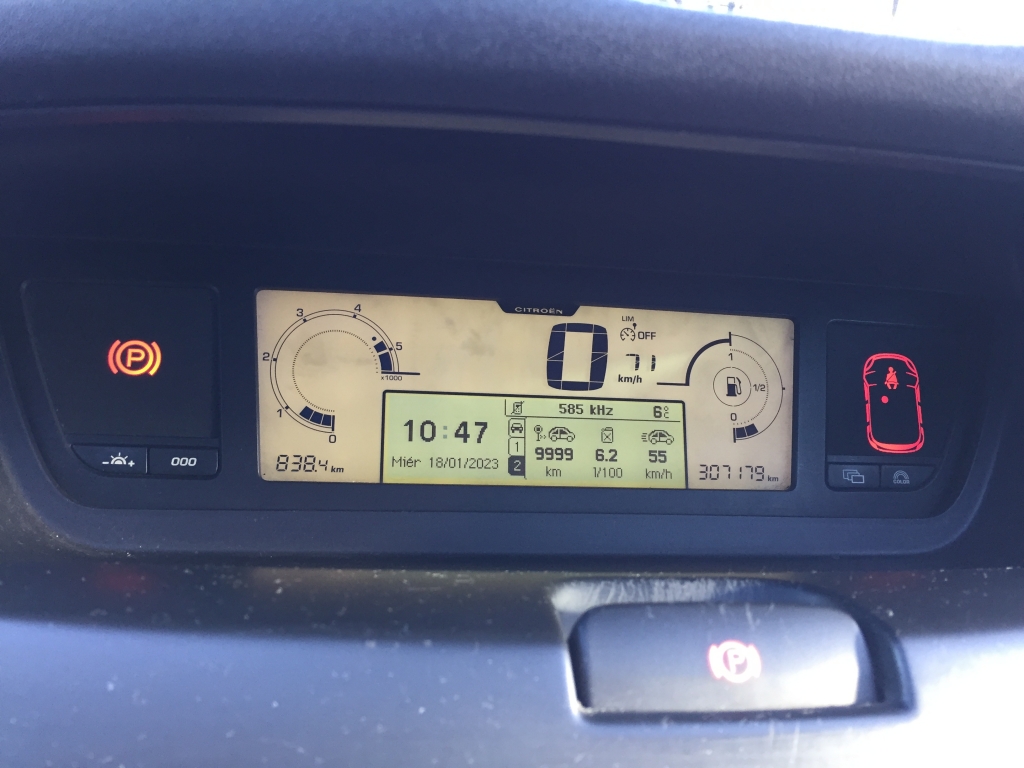 CITROËN
3
4
2
5
x1000
1
0
LIM
OFF
0
71
km/h
1
1/2
0
P
585 kHz
6°C
10:47
Miér 18/01/2023
1
2
9999
6.2
55
km
l/100
km/h
838.4 km
307179 km
- +
000
COLOR
P